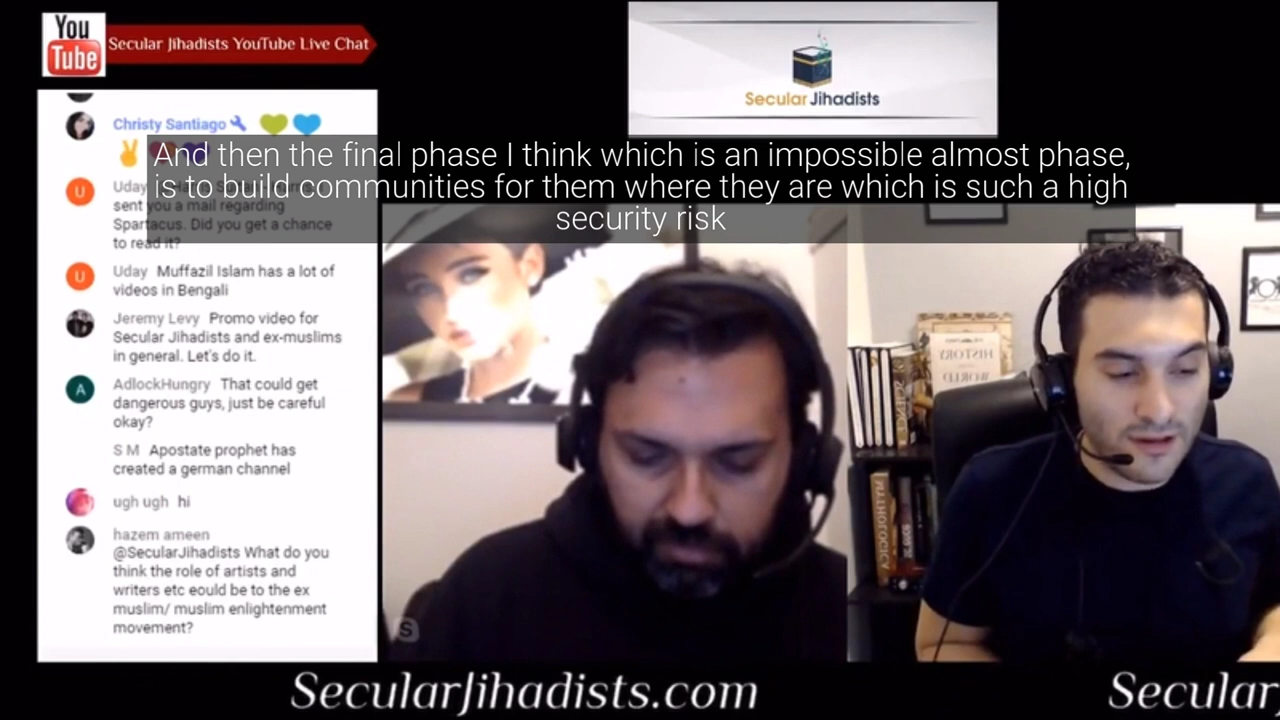 You
Tube
Secular Jihadists YouTube Live Chat
Secular Jihadists
Christy Santiago
And then the final phase I think which is an impossible almost phase,
is to build communities for them where they are which is such a high
security risk
Uday
sent you a mail regarding
Spartacus. Did you get a chance
to read it?
Uday Muffazil Islam has a lot of
videos in Bengali
Jeremy Levy Promo video for
Secular Jihadists and ex-muslims
in general. Let's do it.
AdlockHungry That could get
dangerous guys, just be careful
okay?
S M Apostate prophet has
created a german channel
ugh ugh hi
hazem ameen
@SecularJihadists What do you
think the role of artists and
writers etc eould be to the ex
muslim/ muslim enlightenment
movement?
U
U
A
HISTORY
WORLD
SCIENCE
MYTHOLOGY
S
SecularJihadists.com
Secular